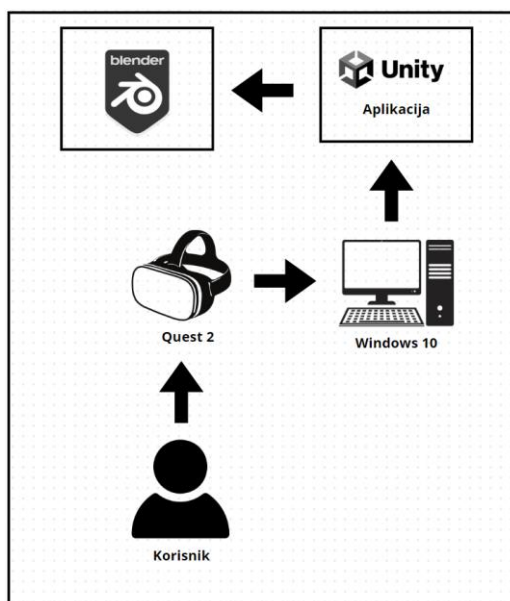 blender
Unity
Aplikacija
Quest 2
Windows 10
Korisnik